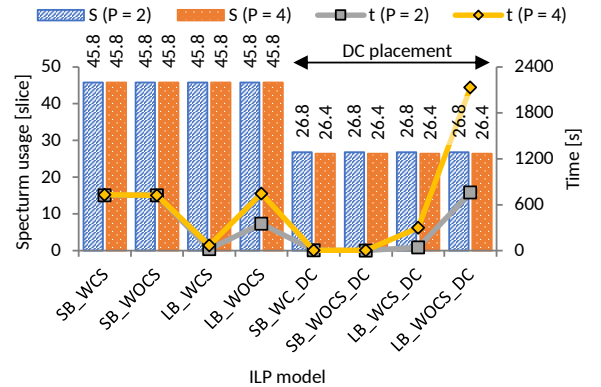 S (P = 2) S (P = 4) t (P = 2) t (P = 4)
45.8 45.8 45.8 45.8 45.8 45.8 45.8 45.8
DC placement
26.8 26.4 26.8 26.4 26.8 26.4 26.8 26.4
Specturm usage [slice]
50
40
30
20
10
0
2400
1800
1200
600
0
Time [s]
SB_WCS
SB_WOCS
LB_WCS
LB_WOCS
SB_WC_DC
SB_WOCS_DC
LB_WCS_DC
LB_WOCS_DC
ILP model